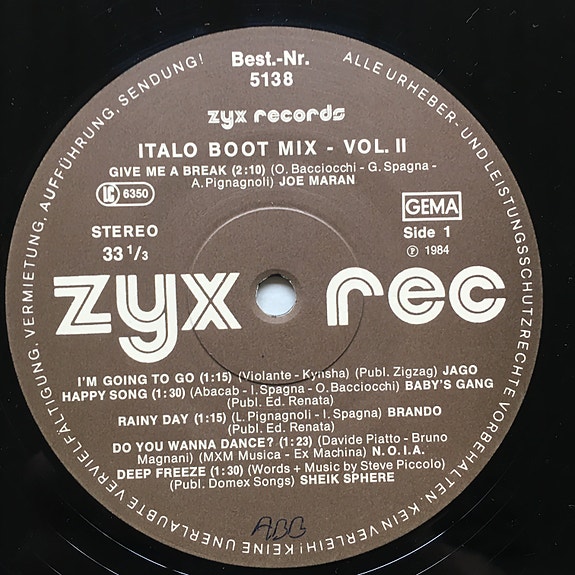 Best.-Nr.
5138
zyx records
ITALO BOOT MIX - VOL. II
GIVE ME A BREAK (2:10) (O. Bacciocchi - G. Spagna -
A. Pignagnoli) JOE MARAN
LC 6350
GEMA
STEREO
33 1/3
Side 1
Ⓟ 1984
zyx rec
I'M GOING TO GO (1:15) (Violante - Kynsha) (Publ. Zigzag) JAGO
HAPPY SONG (1:30) (Abacab - I. Spagna - O. Bacciocchi) BABY'S GANG
(Publ. Ed. Renata)
RAINY DAY (1:15) (L. Pignagnoli - I. Spagna) BRANDO
(Publ. Ed. Renata)
DO YOU WANNA DANCE? (1:23) (Davide Piatto - Bruno
Magnani) (MXM Musica - Ex Machina) N.O.I.A.
DEEP FREEZE (1:30) (Words + Music by Steve Piccolo)
(Publ. Domex Songs) SHEIK SPHERE
ALLE URHEBER- UND LEISTUNGSSCHUTZRECHTE VORBEHALTEN. KEIN VERLEIH! KEINE UNERLAUBTE VERVIELFÄLTIGUNG, VERMIETUNG, AUFFÜHRUNG, SENDUNG!